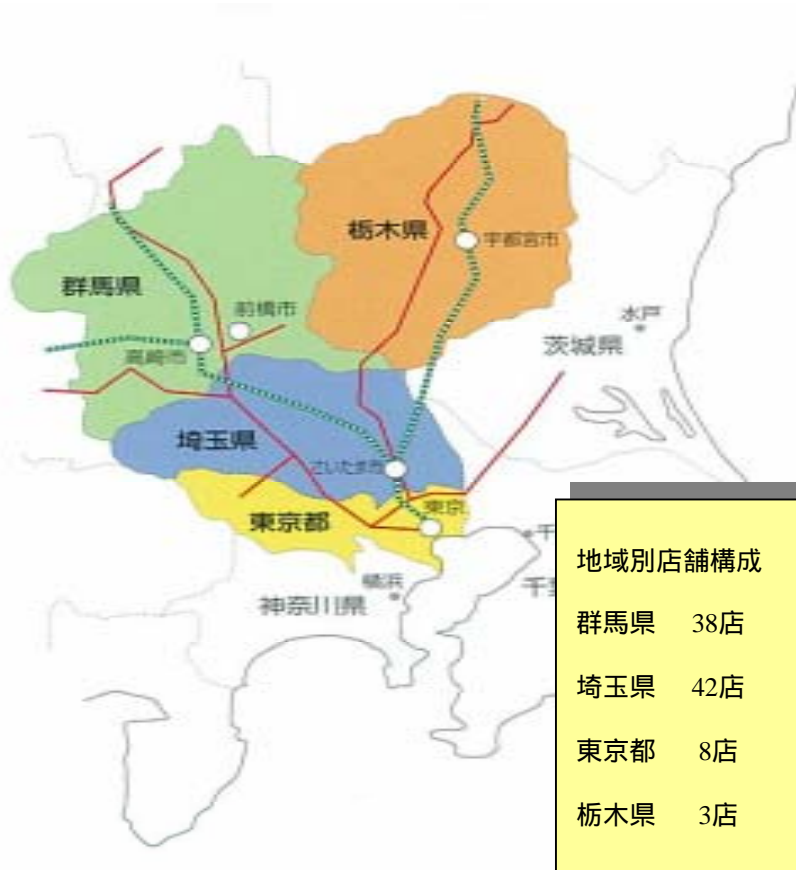 栃木県
宇都宮市
群馬県
前橋市
水戸
茨城県
高崎市
埼玉県
さいたま市
東京都
東京
千
千葉
横浜
神奈川県
地域別店舗構成
群馬県 38店
埼玉県 42店
東京都 8店
栃木県 3店